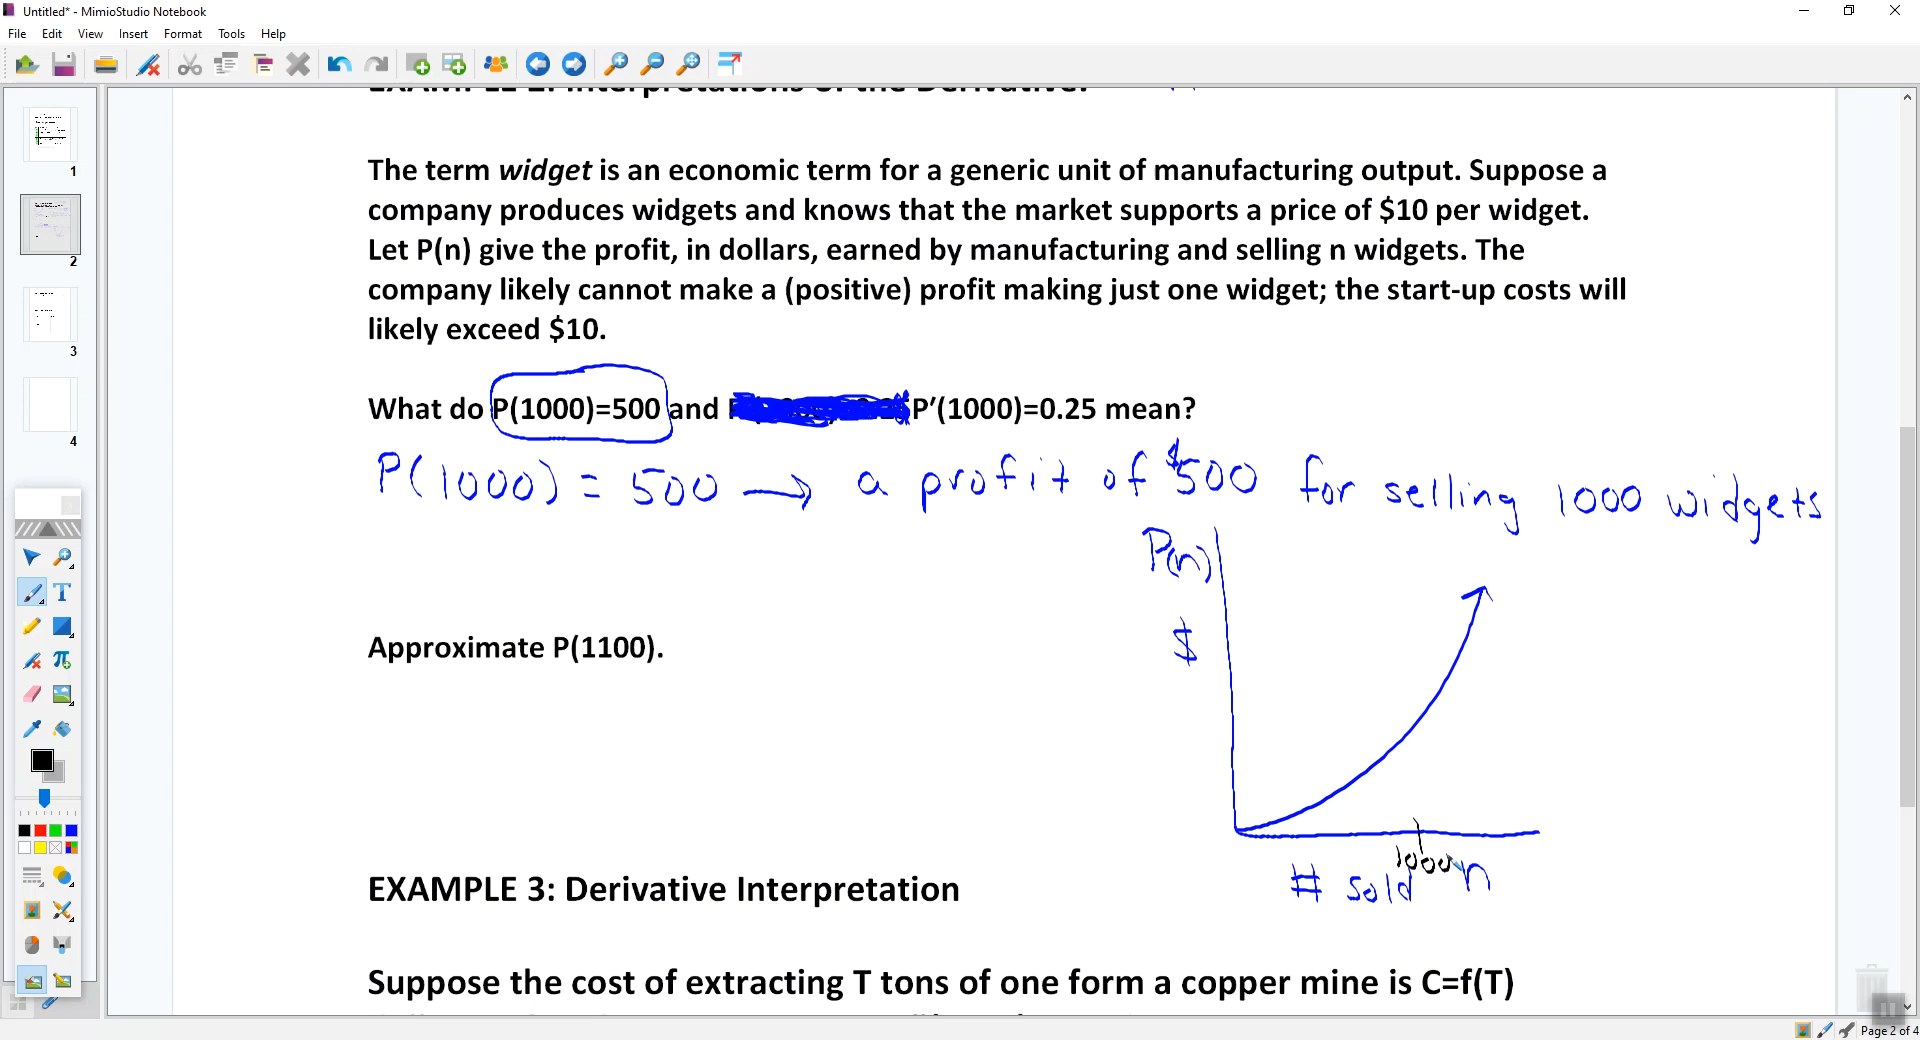 Untitled* - MimioStudio Notebook
File Edit View Insert Format Tools Help
1
2
3
4
The term widget is an economic term for a generic unit of manufacturing output. Suppose a
company produces widgets and knows that the market supports a price of $10 per widget.
Let P(n) give the profit, in dollars, earned by manufacturing and selling n widgets. The
company likely cannot make a (positive) profit making just one widget; the start-up costs will
likely exceed $10.
What do P(1000)=500 and P′(1000)=0.25 mean?
P(1000) = 500 → a profit of $500 for selling 1000 widgets
P(n)
$
Approximate P(1100).
1000
# sold n
EXAMPLE 3: Derivative Interpretation
Suppose the cost of extracting T tons of one form a copper mine is C=f(T)
Page 2 of 4